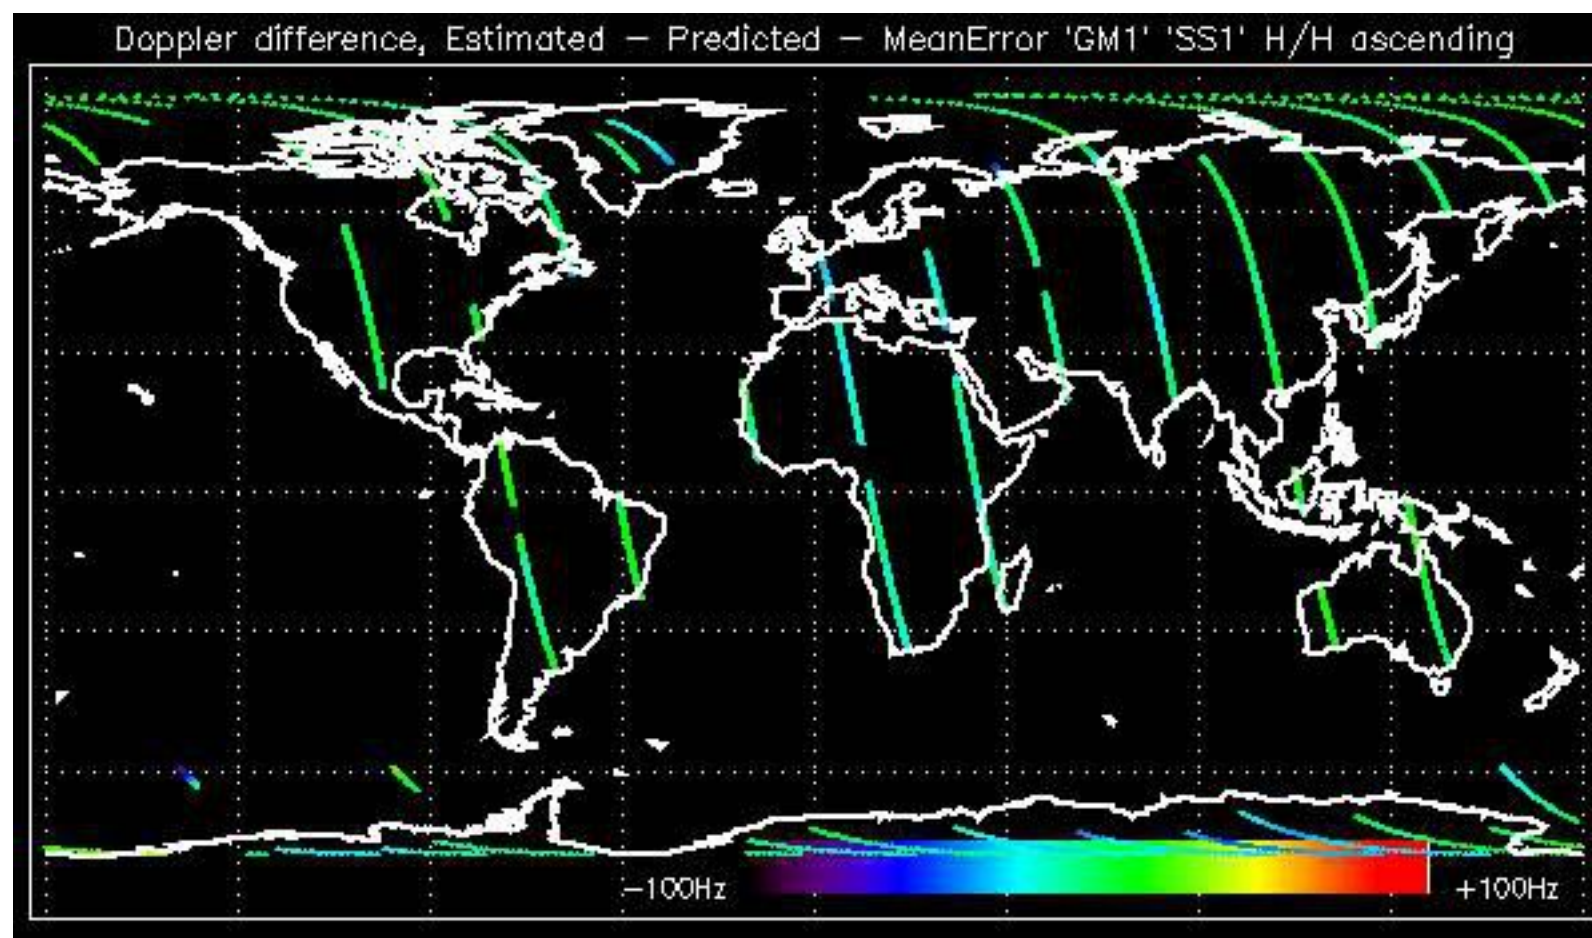 Doppler difference, Estimated − Predicted − MeanError 'GM1' 'SS1' H/H ascending
−100Hz +100Hz